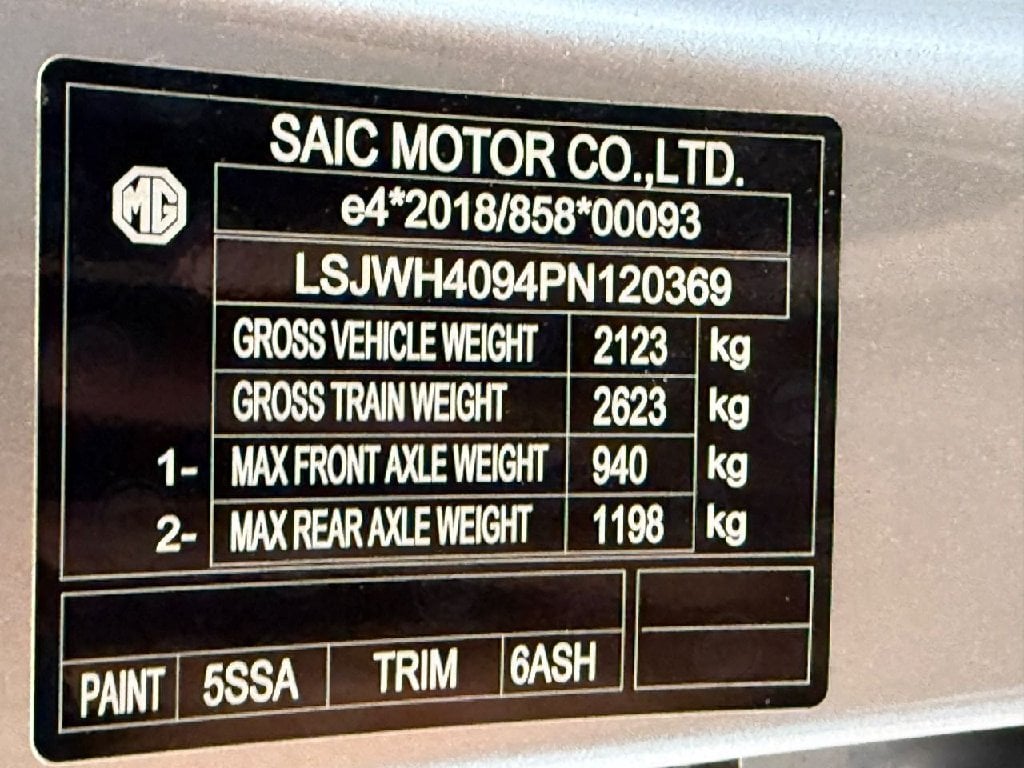 SAIC MOTOR CO.,LTD.
MG
e4*2018/858*00093
LSJWH4094PN120369
GROSS VEHICLE WEIGHT 2123 kg
GROSS TRAIN WEIGHT 2623 kg
1- MAX FRONT AXLE WEIGHT 940 kg
2- MAX REAR AXLE WEIGHT 1198 kg
PAINT 5SSA TRIM 6ASH